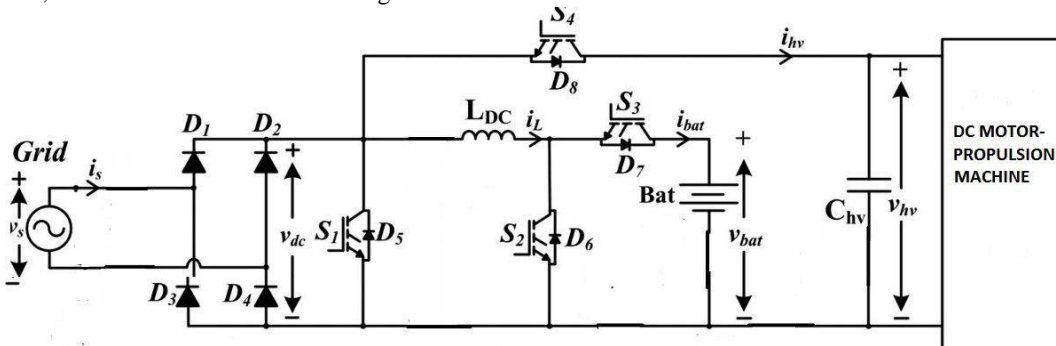 S4
D8
ihv
LDC
iL
S3
D7
ibat
D1
D2
Grid
is
vs
vdc
S1
D5
S2
D6
Bat
vbat
Chv
vhv
DC MOTOR-
PROPULSION
MACHINE
D3
D4